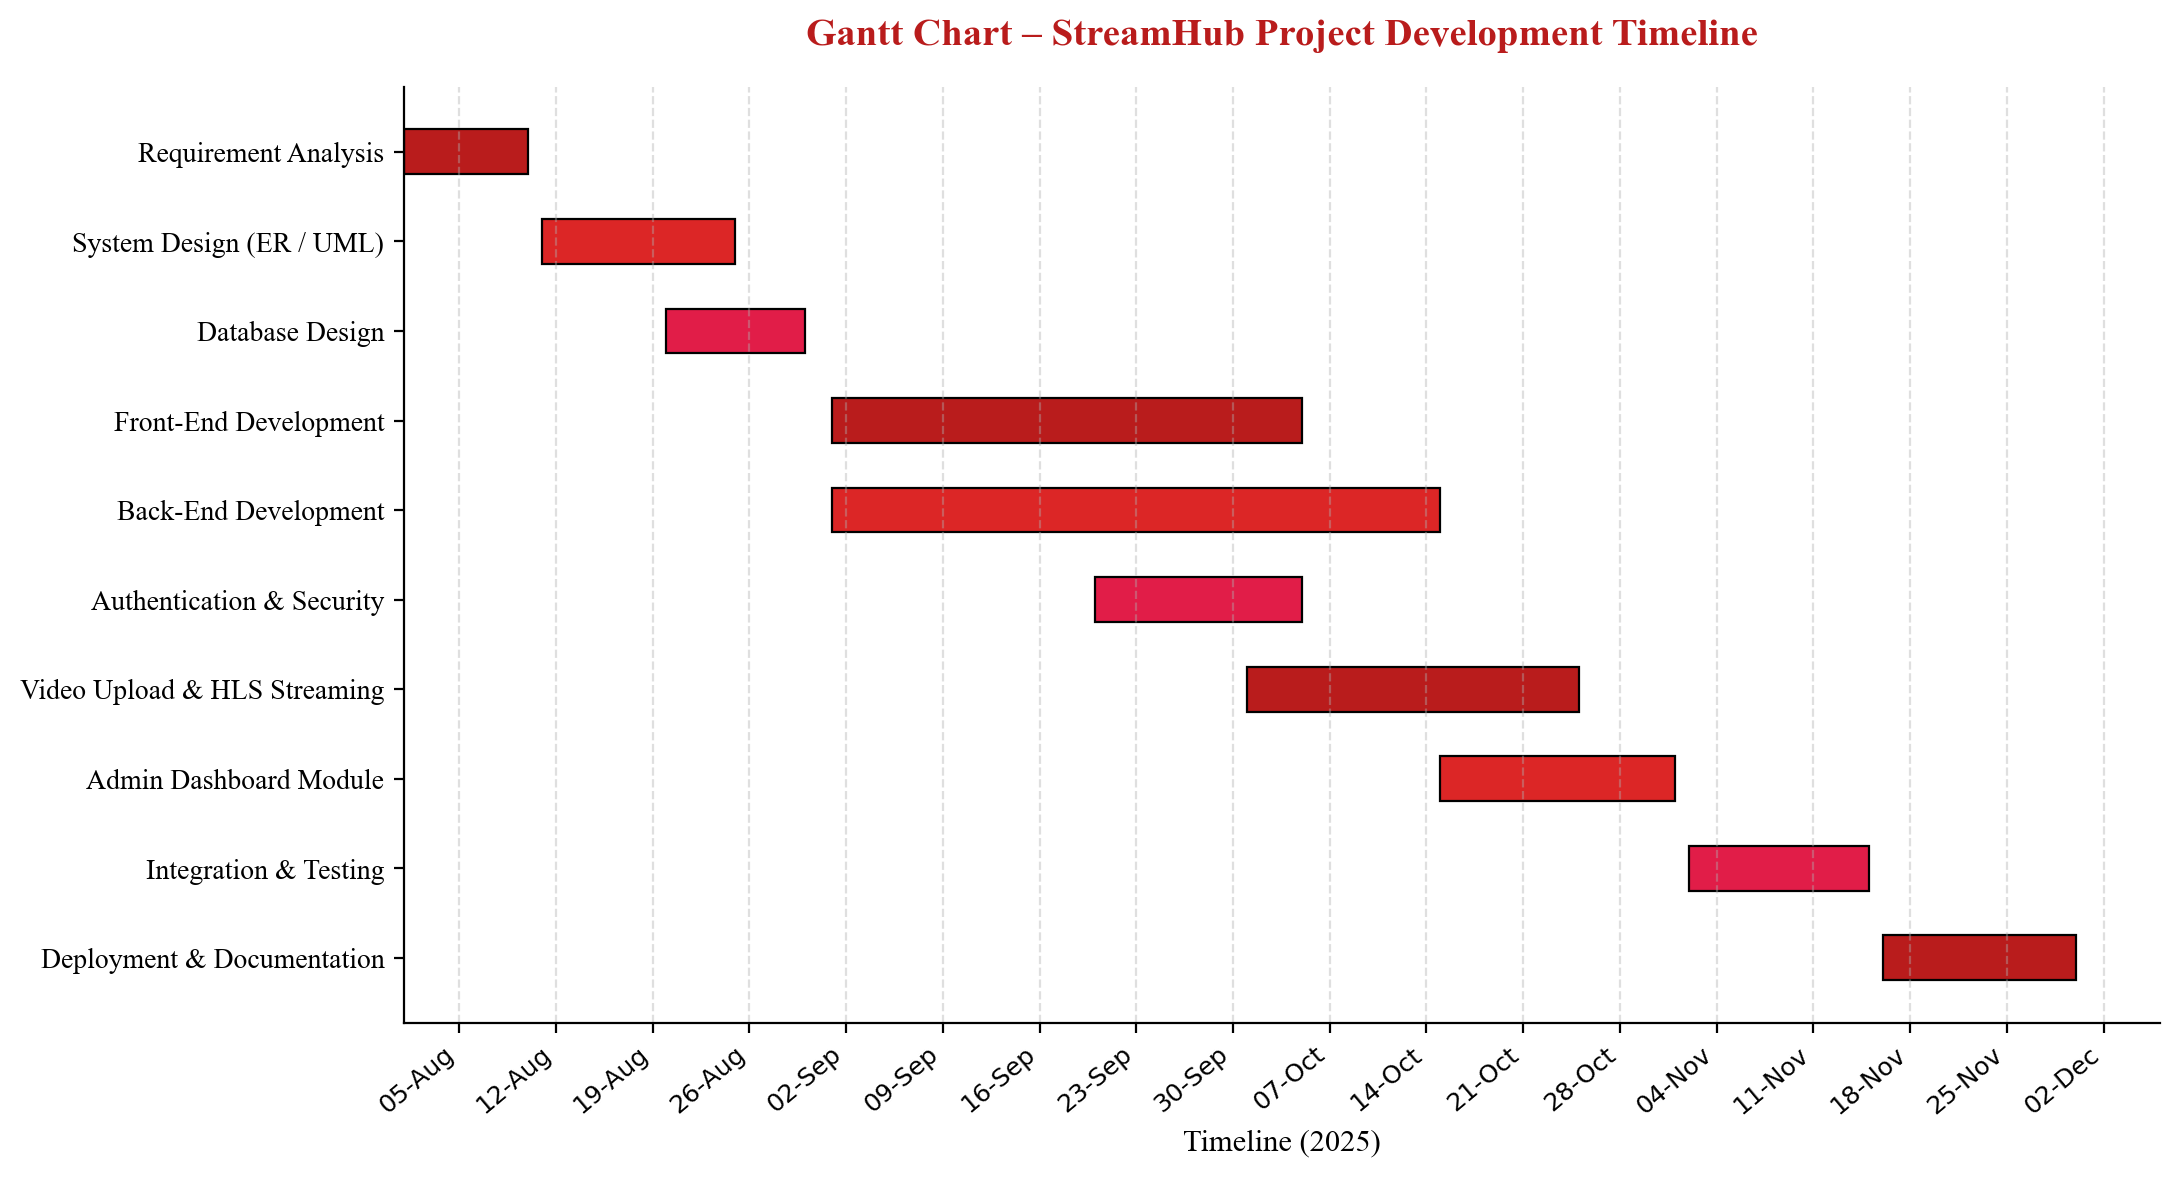 Gantt Chart – StreamHub Project Development Timeline
Requirement Analysis
System Design (ER / UML)
Database Design
Front-End Development
Back-End Development
Authentication & Security
Video Upload & HLS Streaming
Admin Dashboard Module
Integration & Testing
Deployment & Documentation
05-Aug
12-Aug
19-Aug
26-Aug
02-Sep
09-Sep
16-Sep
23-Sep
30-Sep
07-Oct
14-Oct
21-Oct
28-Oct
04-Nov
11-Nov
18-Nov
25-Nov
02-Dec
Timeline (2025)